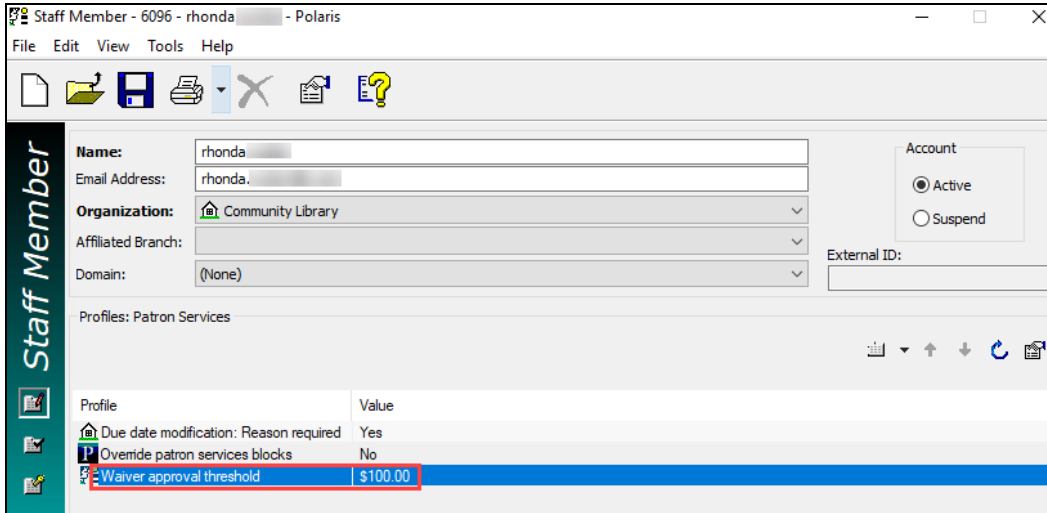 Staff Member - 6096 - rhonda - Polaris
File Edit View Tools Help
Staff Member
Name: rhonda
Email Address: rhonda.
Organization: Community Library
Affiliated Branch:
Domain: (None)
Account
Active
Suspend
External ID:
Profiles: Patron Services
Profile Value
Due date modification: Reason required Yes
P Override patron services blocks No
Waiver approval threshold $100.00